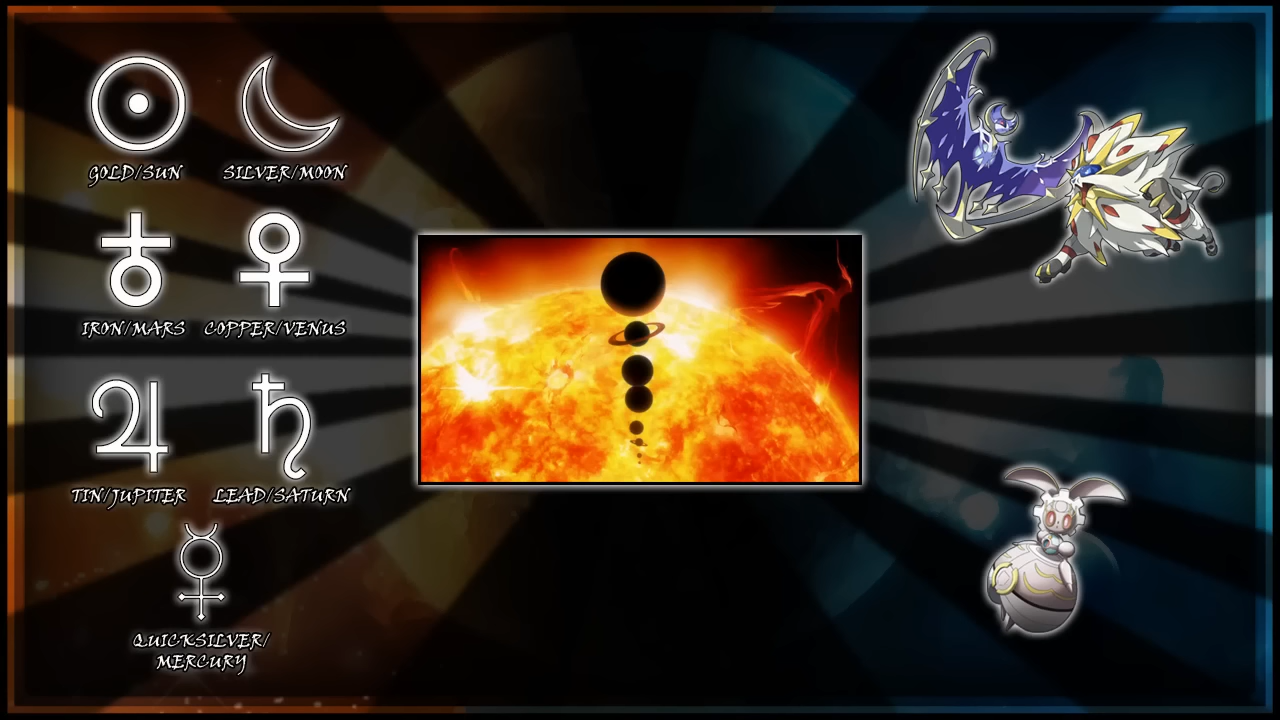 GOLD/SUN
SILVER/MOON
IRON/MARS
COPPER/VENUS
TIN/JUPITER
LEAD/SATURN
QUICKSILVER/
MERCURY